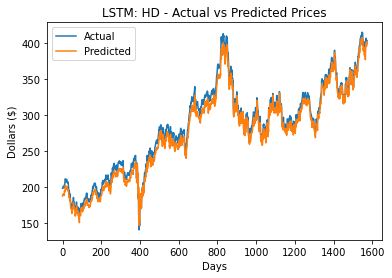 LSTM: HD - Actual vs Predicted Prices
Actual
Predicted
Dollars ($)
400
350
300
250
200
150
0 200 400 600 800 1000 1200 1400 1600
Days